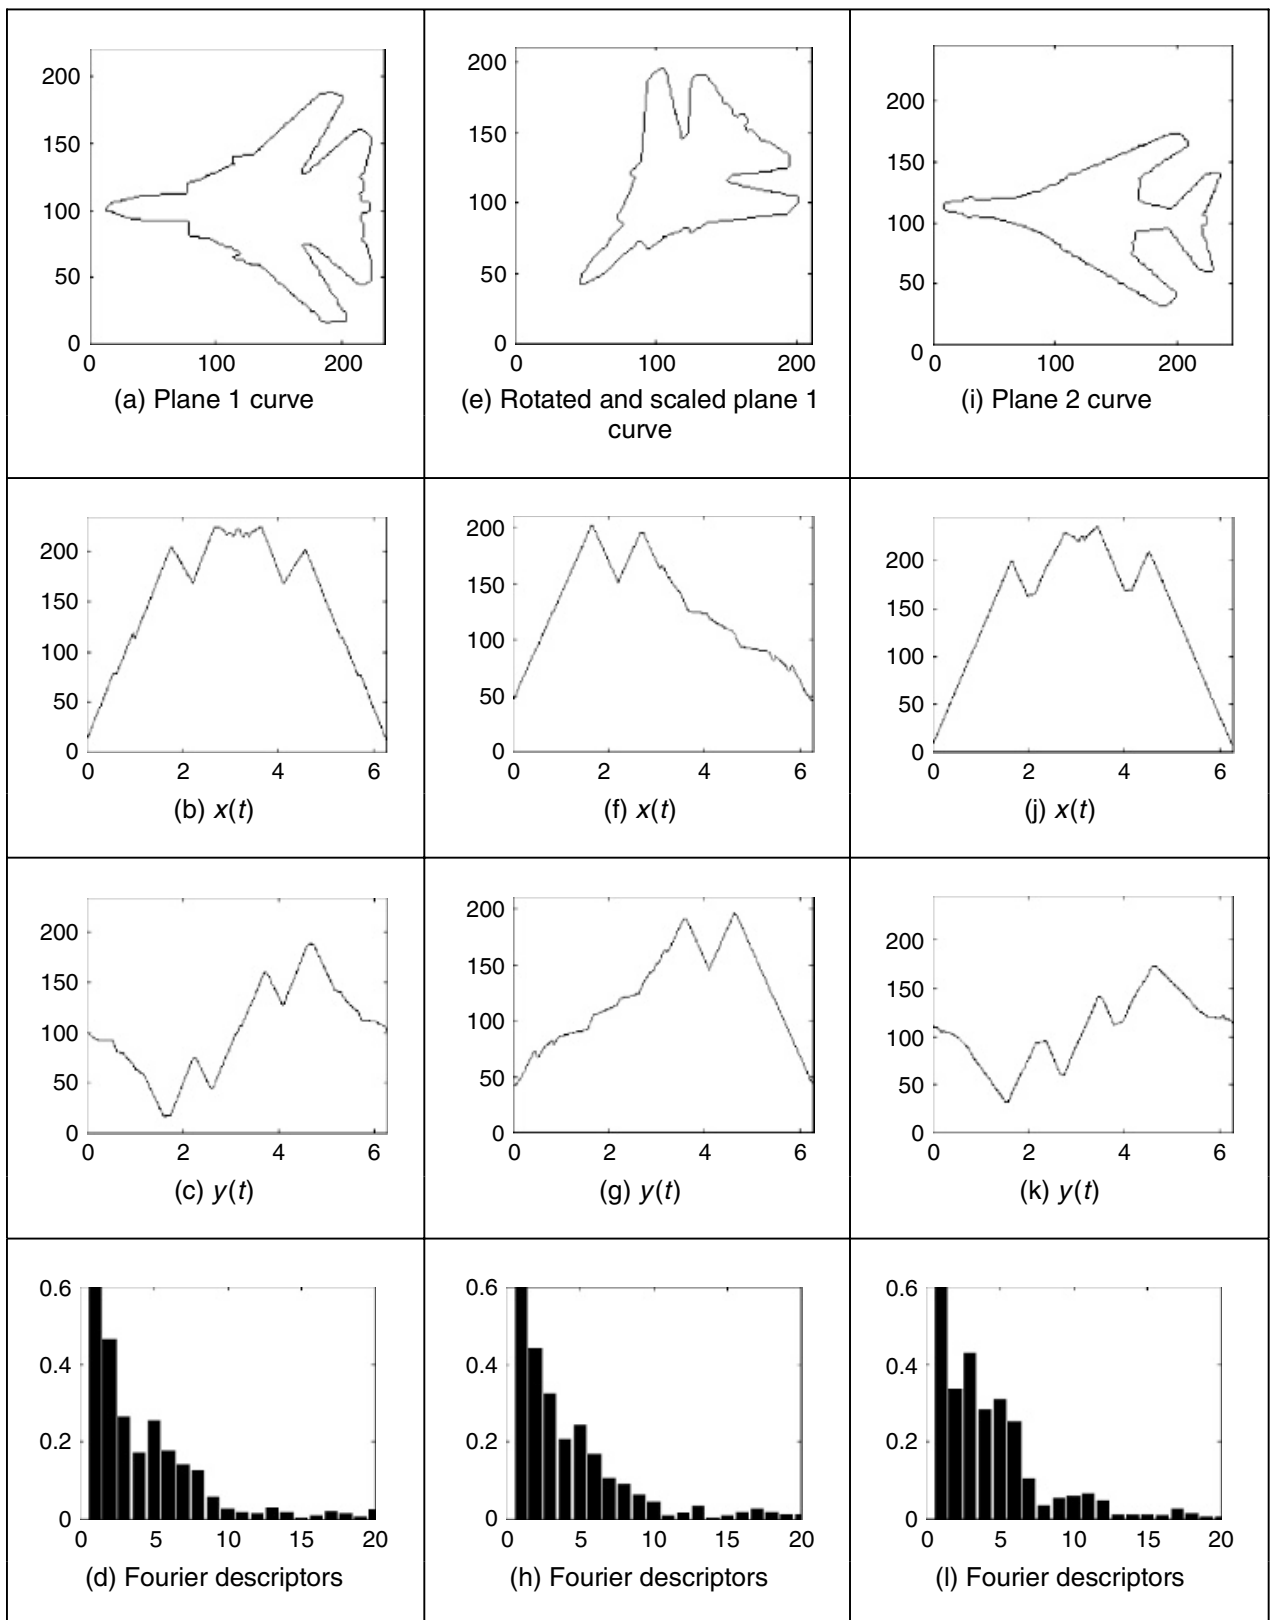 200
150
100
50
0
0 100 200
(a) Plane 1 curve
200
150
100
50
0
0 100 200
(e) Rotated and scaled plane 1
curve
200
150
100
50
0
0 100 200
(i) Plane 2 curve
200
150
100
50
0
0 2 4 6
(b) x(t)
200
150
100
50
0
0 2 4 6
(f) x(t)
200
150
100
50
0
0 2 4 6
(j) x(t)
200
150
100
50
0
0 2 4 6
(c) y(t)
200
150
100
50
0
0 2 4 6
(g) y(t)
200
150
100
50
0
0 2 4 6
(k) y(t)
0.6
0.4
0.2
0
0 5 10 15 20
(d) Fourier descriptors
0.6
0.4
0.2
0
0 5 10 15 20
(h) Fourier descriptors
0.6
0.4
0.2
0
0 5 10 15 20
(l) Fourier descriptors